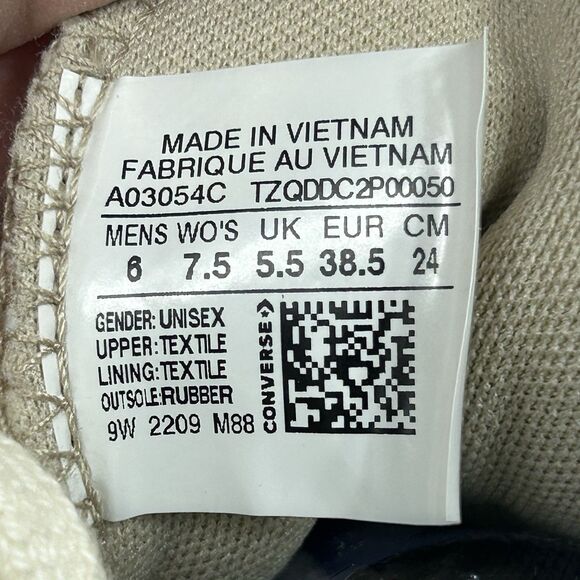 MADE IN VIETNAM
FABRIQUE AU VIETNAM
A03054C TZQDDC2P00050
MENS WO'S UK EUR CM
6 7.5 5.5 38.5 24
GENDER: UNISEX
UPPER: TEXTILE
LINING: TEXTILE
OUTSOLE: RUBBER
9W 2209 M88
CONVERSE